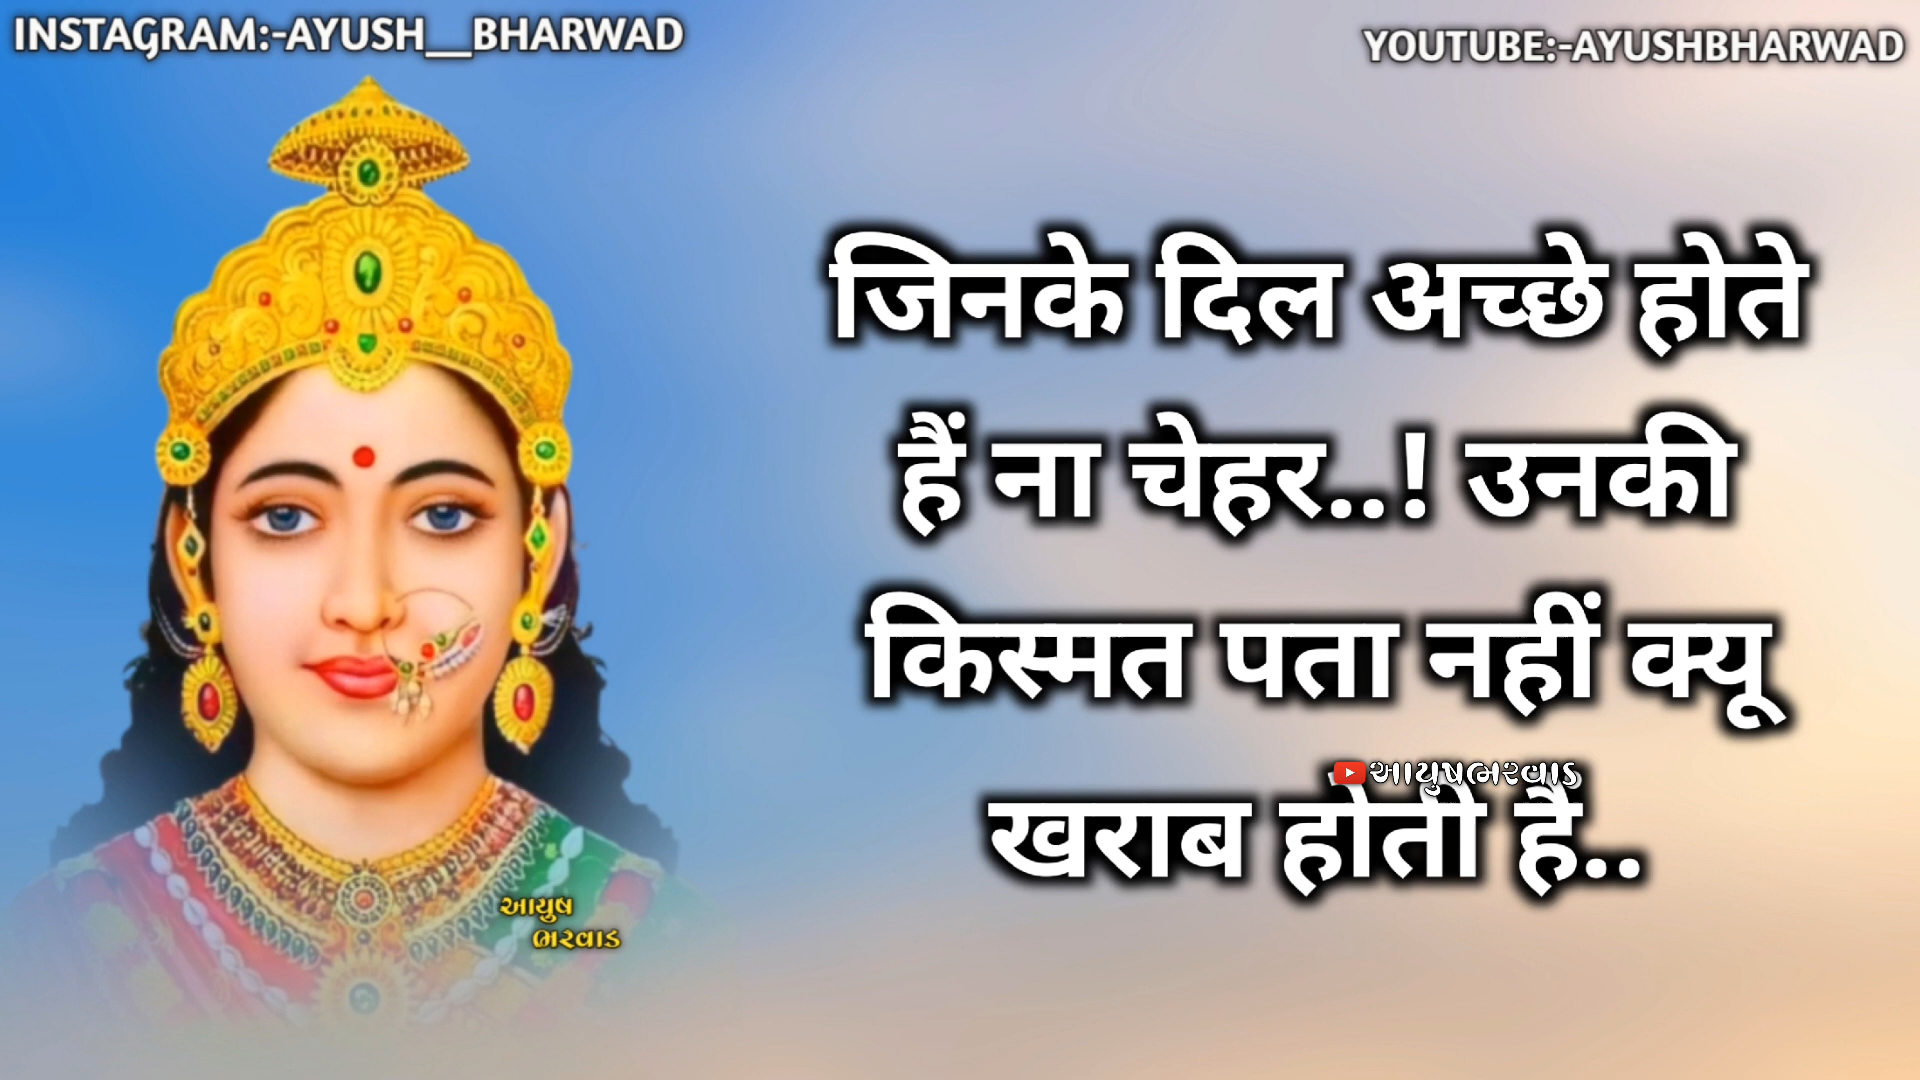 INSTAGRAM:-AYUSH__BHARWAD
YOUTUBE:-AYUSHBHARWAD
जिनके दिल अच्छे होते
हैं ना चेहर..! उनकी
किस्मत पता नहीं क्यू
આયુષભરવાડ
खराब होती है..
આયુષ
ભરવાડ